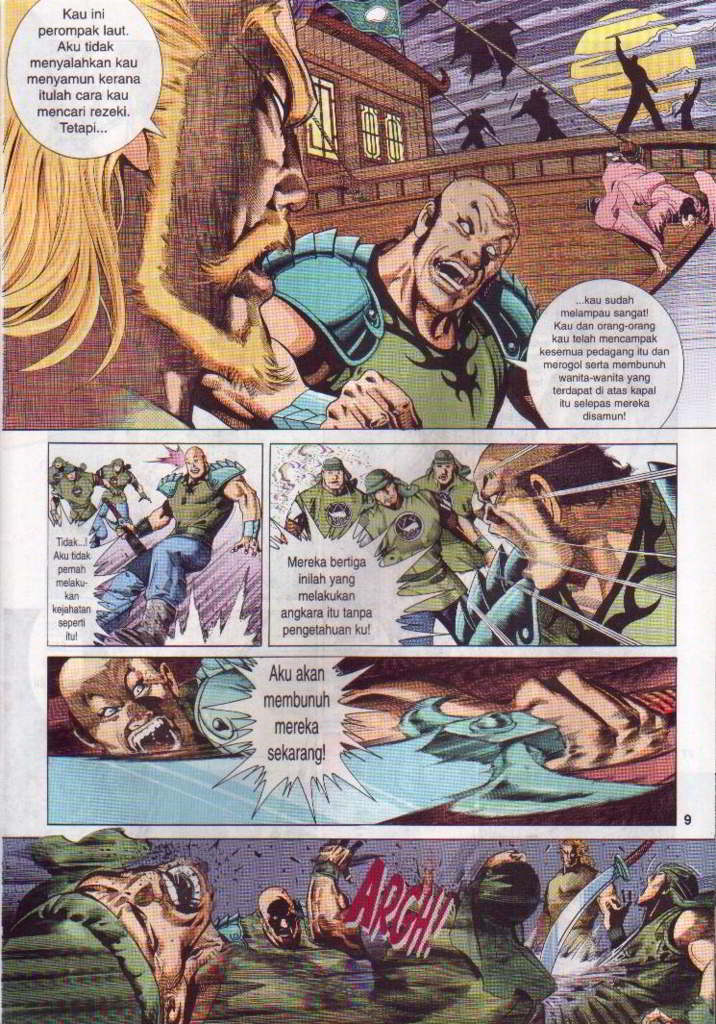 Kau ini
perompak laut.
Aku tidak
menyalahkan kau
menyamun kerana
itulah cara kau
mencari rezeki.
Tetapi...
...kau sudah
melampau sangat!
Kau dan orang-orang
kau telah mencampak
kesemua pedagang itu dan
merogol serta membunuh
wanita-wanita yang
terdapat di atas kapal
itu selepas mereka
disamun!
Tidak...!
Aku tidak
pernah
melaku-
kan
kejahatan
seperti
itu!
Mereka bertiga
inilah yang
melakukan
angkara itu tanpa
pengetahuan ku!
Aku akan
membunuh
mereka
sekarang!
9
ARGH!